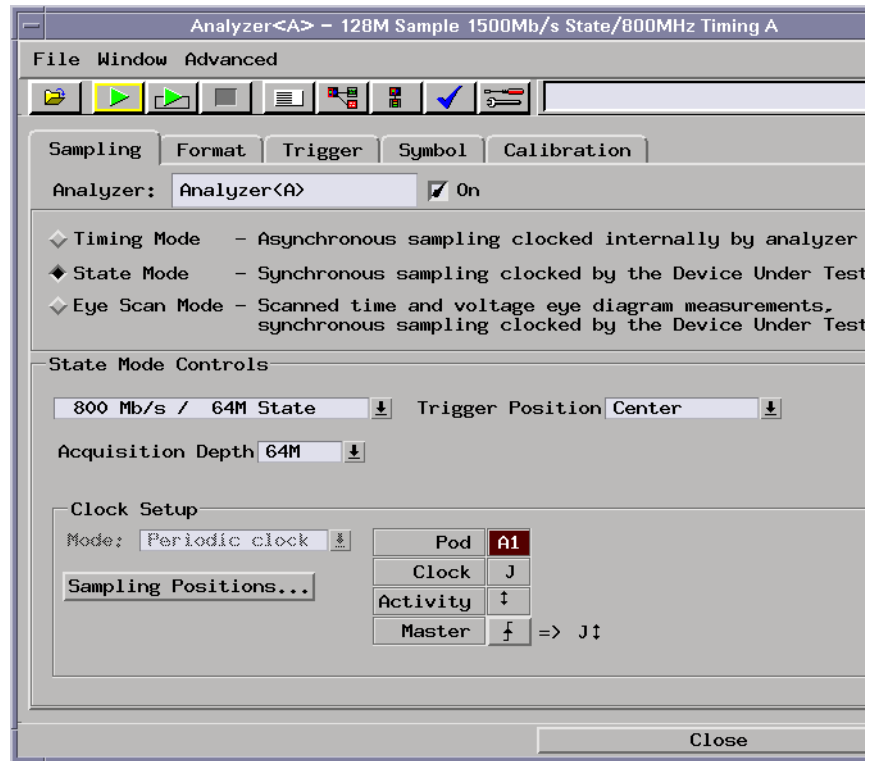 Analyzer<A> – 128M Sample 1500Mb/s State/800MHz Timing A
File Window Advanced
Sampling Format Trigger Symbol Calibration
Analyzer: Analyzer<A> On
Timing Mode – Asynchronous sampling clocked internally by analyzer
State Mode – Synchronous sampling clocked by the Device Under Test
Eye Scan Mode – Scanned time and voltage eye diagram measurements,
synchronous sampling clocked by the Device Under Test
State Mode Controls
800 Mb/s / 64M State Trigger Position Center
Acquisition Depth 64M
Clock Setup
Mode: Periodic clock Pod A1
Clock J
Sampling Positions...
Activity ↕
Master => J↕
Close